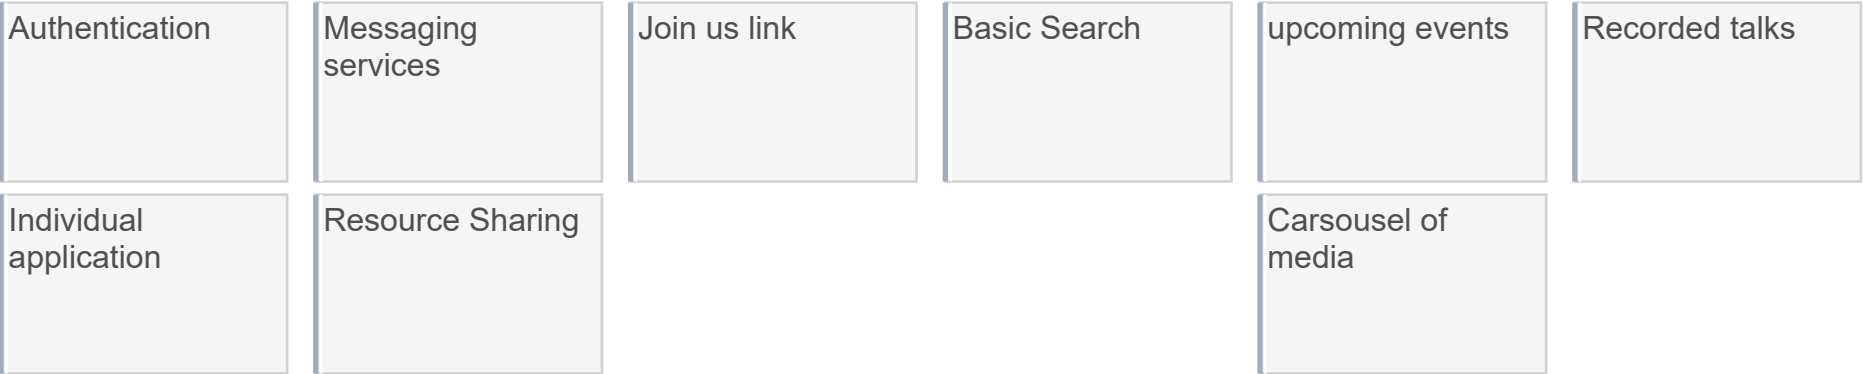 Authentication
Messaging
services
Join us link
Basic Search
upcoming events
Recorded talks
Individual
application
Resource Sharing
Carsousel of
media